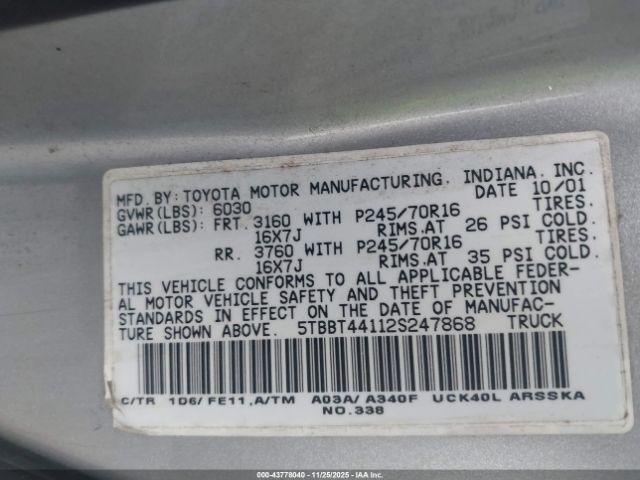 MFD. BY: TOYOTA MOTOR MANUFACTURING. INDIANA. INC.
GVWR(LBS): 6030 DATE 10/01
GAWR(LBS): FRT. 3160 WITH P245/70R16 TIRES.
16X7J RIMS.AT 26 PSI COLD.
RR. 3760 WITH P245/70R16 TIRES.
16X7J RIMS.AT 35 PSI COLD.
THIS VEHICLE CONFORMS TO ALL APPLICABLE FEDER-
AL MOTOR VEHICLE SAFETY AND THEFT PREVENTION
STANDARDS IN EFFECT ON THE DATE OF MANUFAC-
TURE SHOWN ABOVE. 5TBBT44112S247868 TRUCK
C/TR 1D6/FE11,A/TM A03A/A340F UCK40L ARSSKA
NO.338
00-43778040 - 11/25/2025 - IAAI.COM